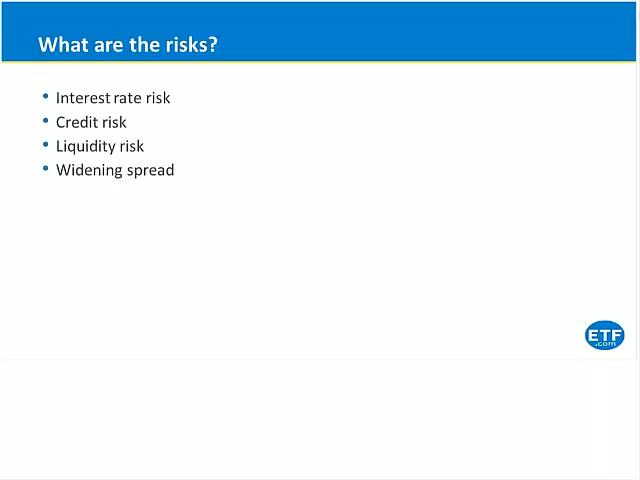 What are the risks?
Interest rate risk
Credit risk
Liquidity risk
Widening spread
ETF
.com